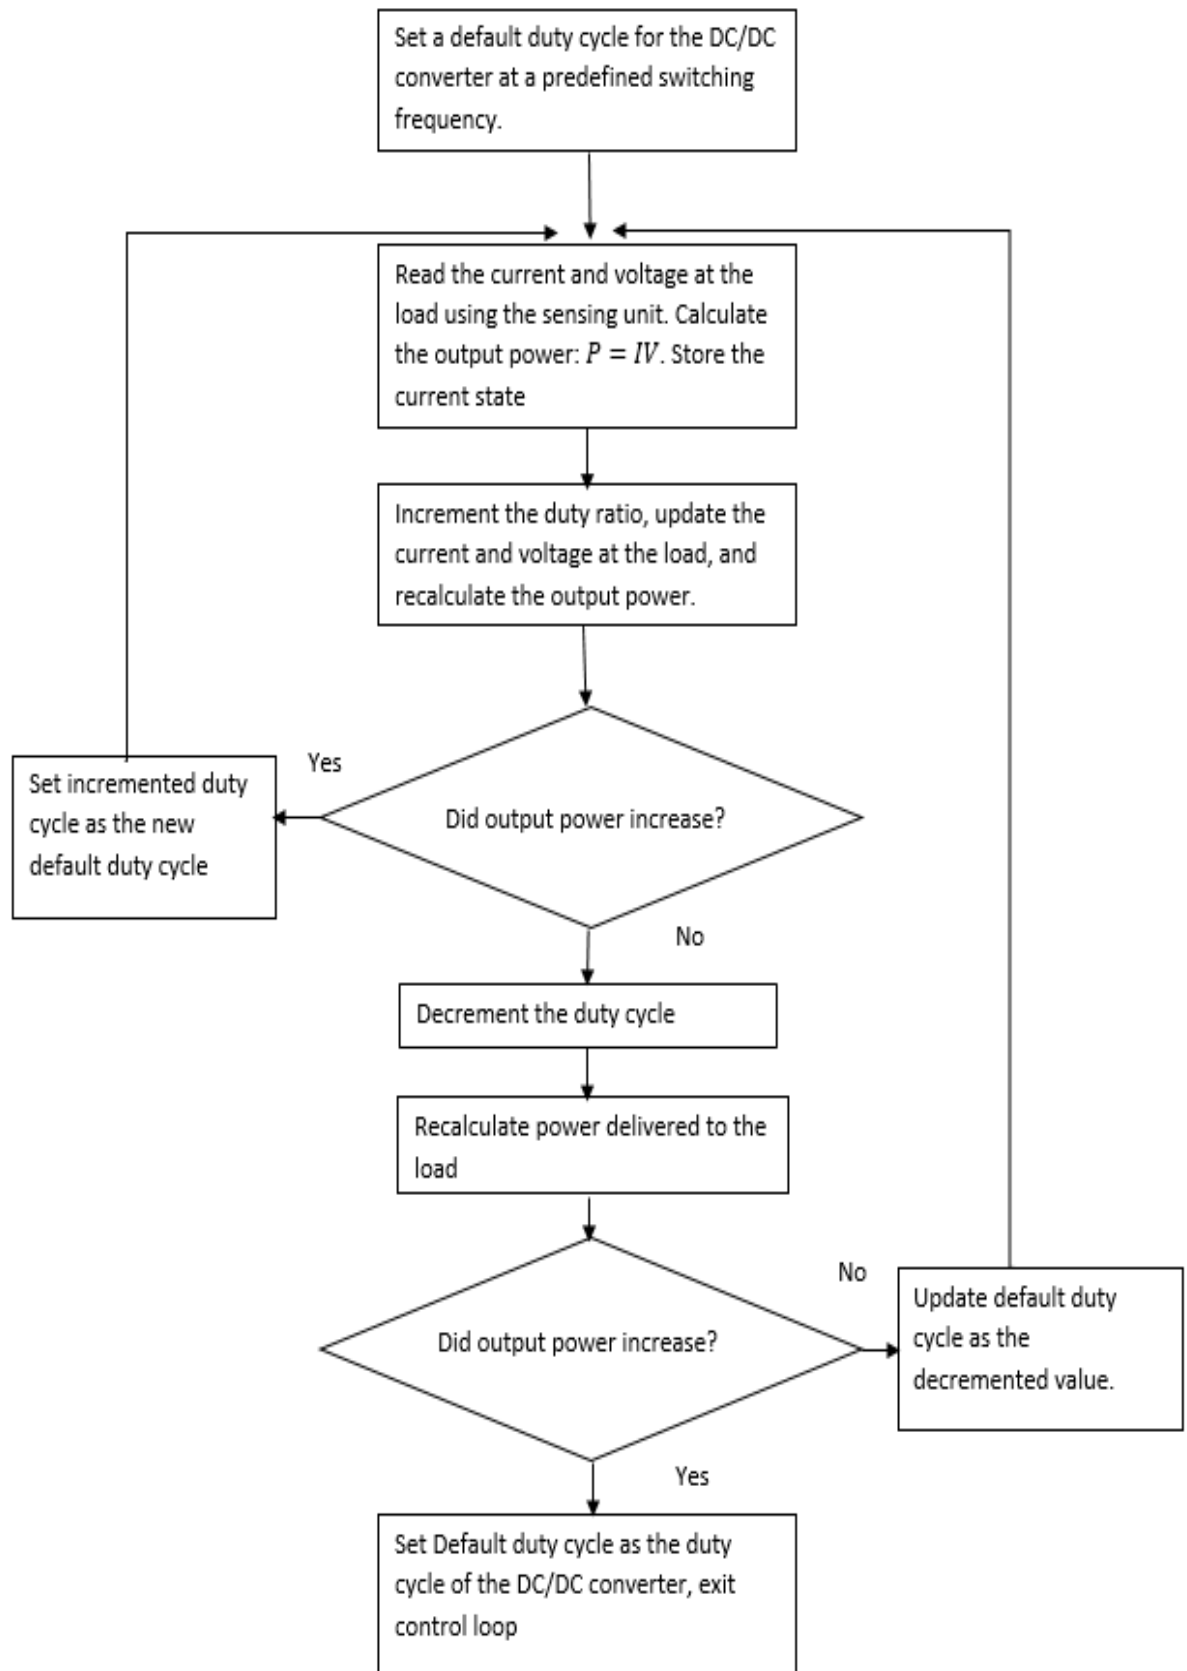 Set a default duty cycle for the DC/DC
converter at a predefined switching
frequency.
Read the current and voltage at the
load using the sensing unit. Calculate
the output power: P = IV. Store the
current state
Increment the duty ratio, update the
current and voltage at the load, and
recalculate the output power.
Yes
Set incremented duty
cycle as the new
default duty cycle
Did output power increase?
No
Decrement the duty cycle
Recalculate power delivered to the
load
Did output power increase?
No
Update default duty
cycle as the
decremented value.
Yes
Set Default duty cycle as the duty
cycle of the DC/DC converter, exit
control loop